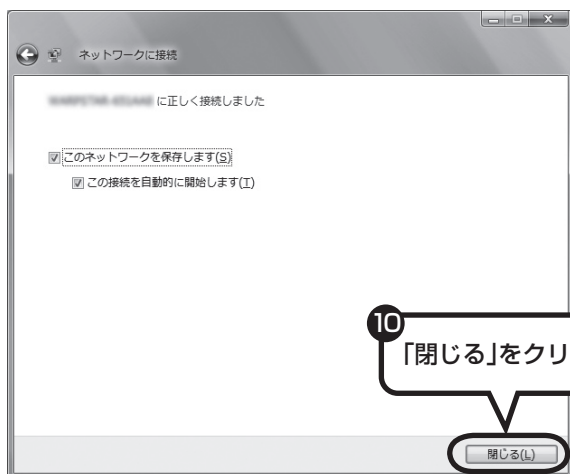 ネットワークに接続
に正しく接続しました
このネットワークを保存します(S)
この接続を自動的に開始します(T)
10
「閉じる」をクリ
閉じる(L)